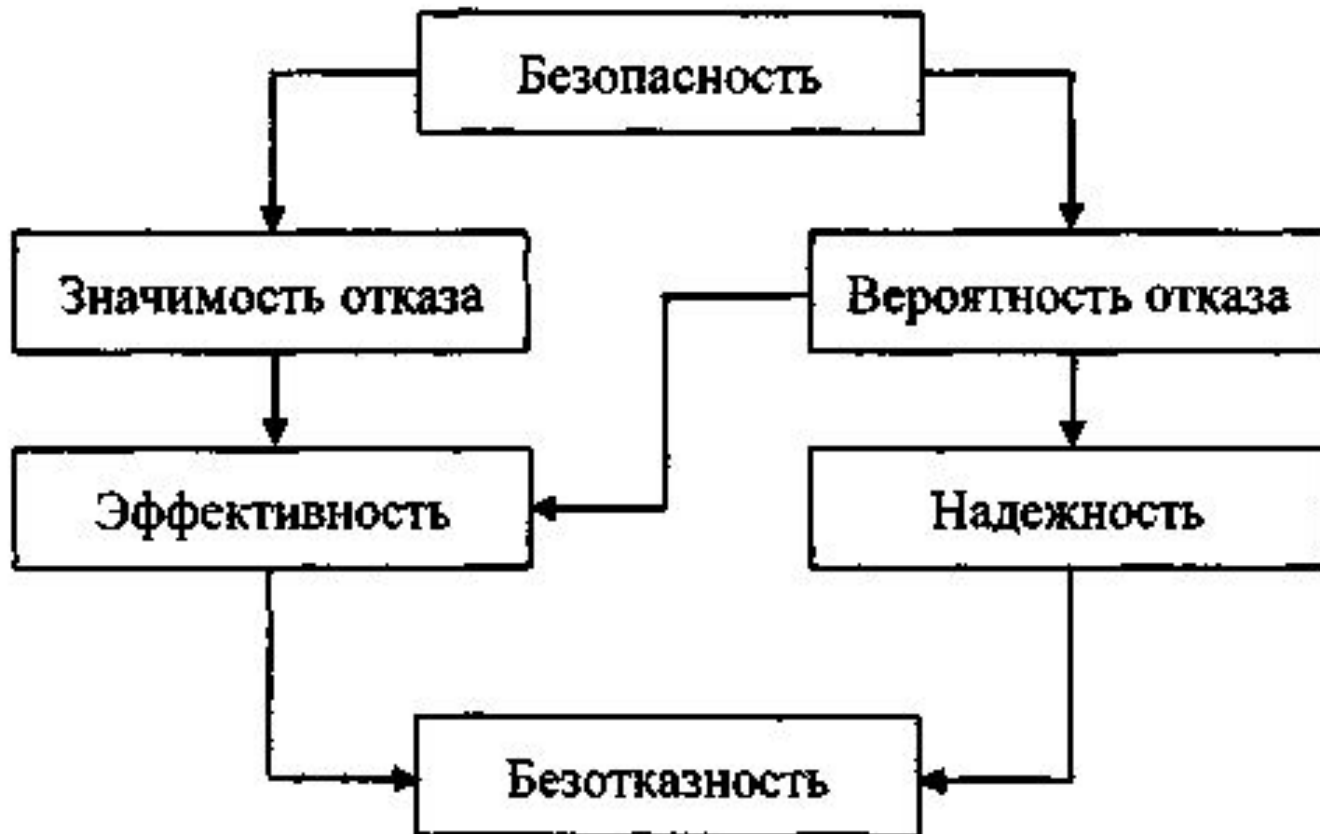 Безопасность
Значимость отказа
Вероятность отказа
Эффективность
Надежность
Безотказность